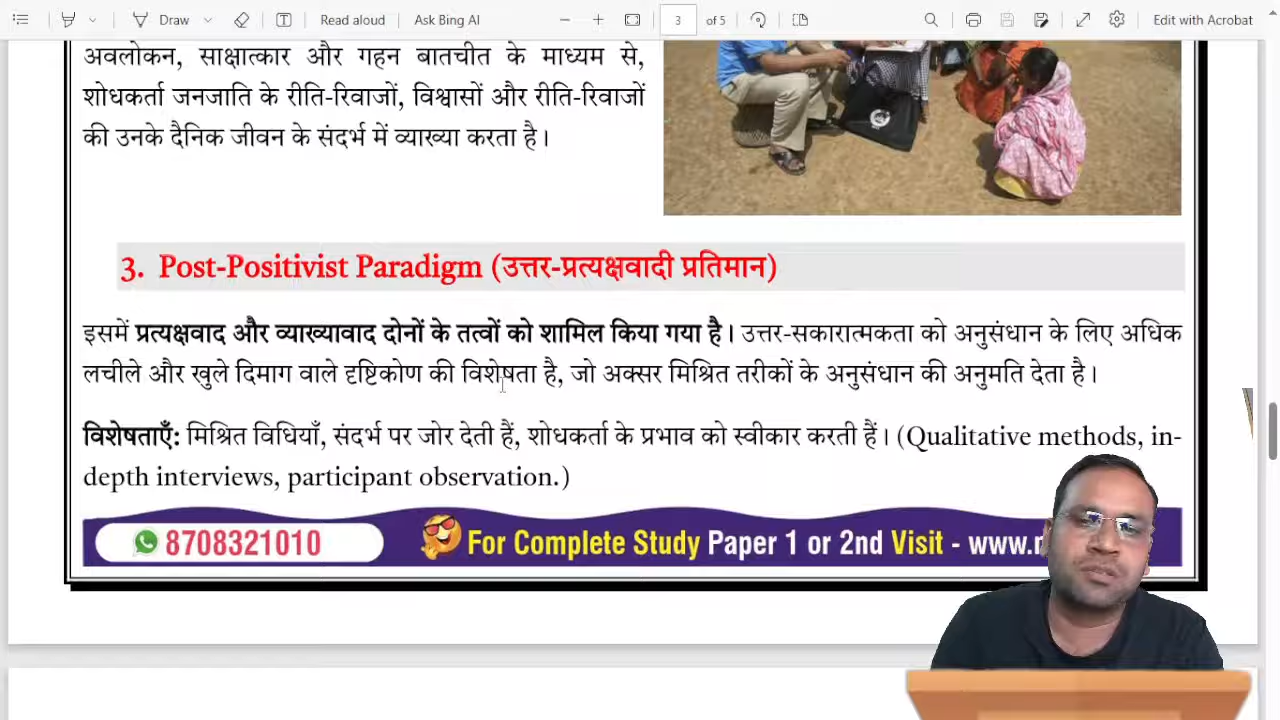 Draw
Read aloud
Ask Bing AI
3
of 5
Edit with Acrobat
अवलोकन, साक्षात्कार और गहन बातचीत के माध्यम से,
शोधकर्ता जनजाति के रीति-रिवाजों, विश्वासों और रीति-रिवाजों
की उनके दैनिक जीवन के संदर्भ में व्याख्या करता है।
3. Post-Positivist Paradigm (उत्तर-प्रत्यक्षवादी प्रतिमान)
इसमें प्रत्यक्षवाद और व्याख्यावाद दोनों के तत्वों को शामिल किया गया है। उत्तर-सकारात्मकता को अनुसंधान के लिए अधिक
लचीले और खुले दिमाग वाले दृष्टिकोण की विशेषता है, जो अक्सर मिश्रित तरीकों के अनुसंधान की अनुमति देता है।
विशेषताएँ: मिश्रित विधियाँ, संदर्भ पर जोर देती हैं, शोधकर्ता के प्रभाव को स्वीकार करती हैं। (Qualitative methods, in-
depth interviews, participant observation.)
8708321010
For Complete Study Paper 1 or 2nd Visit -